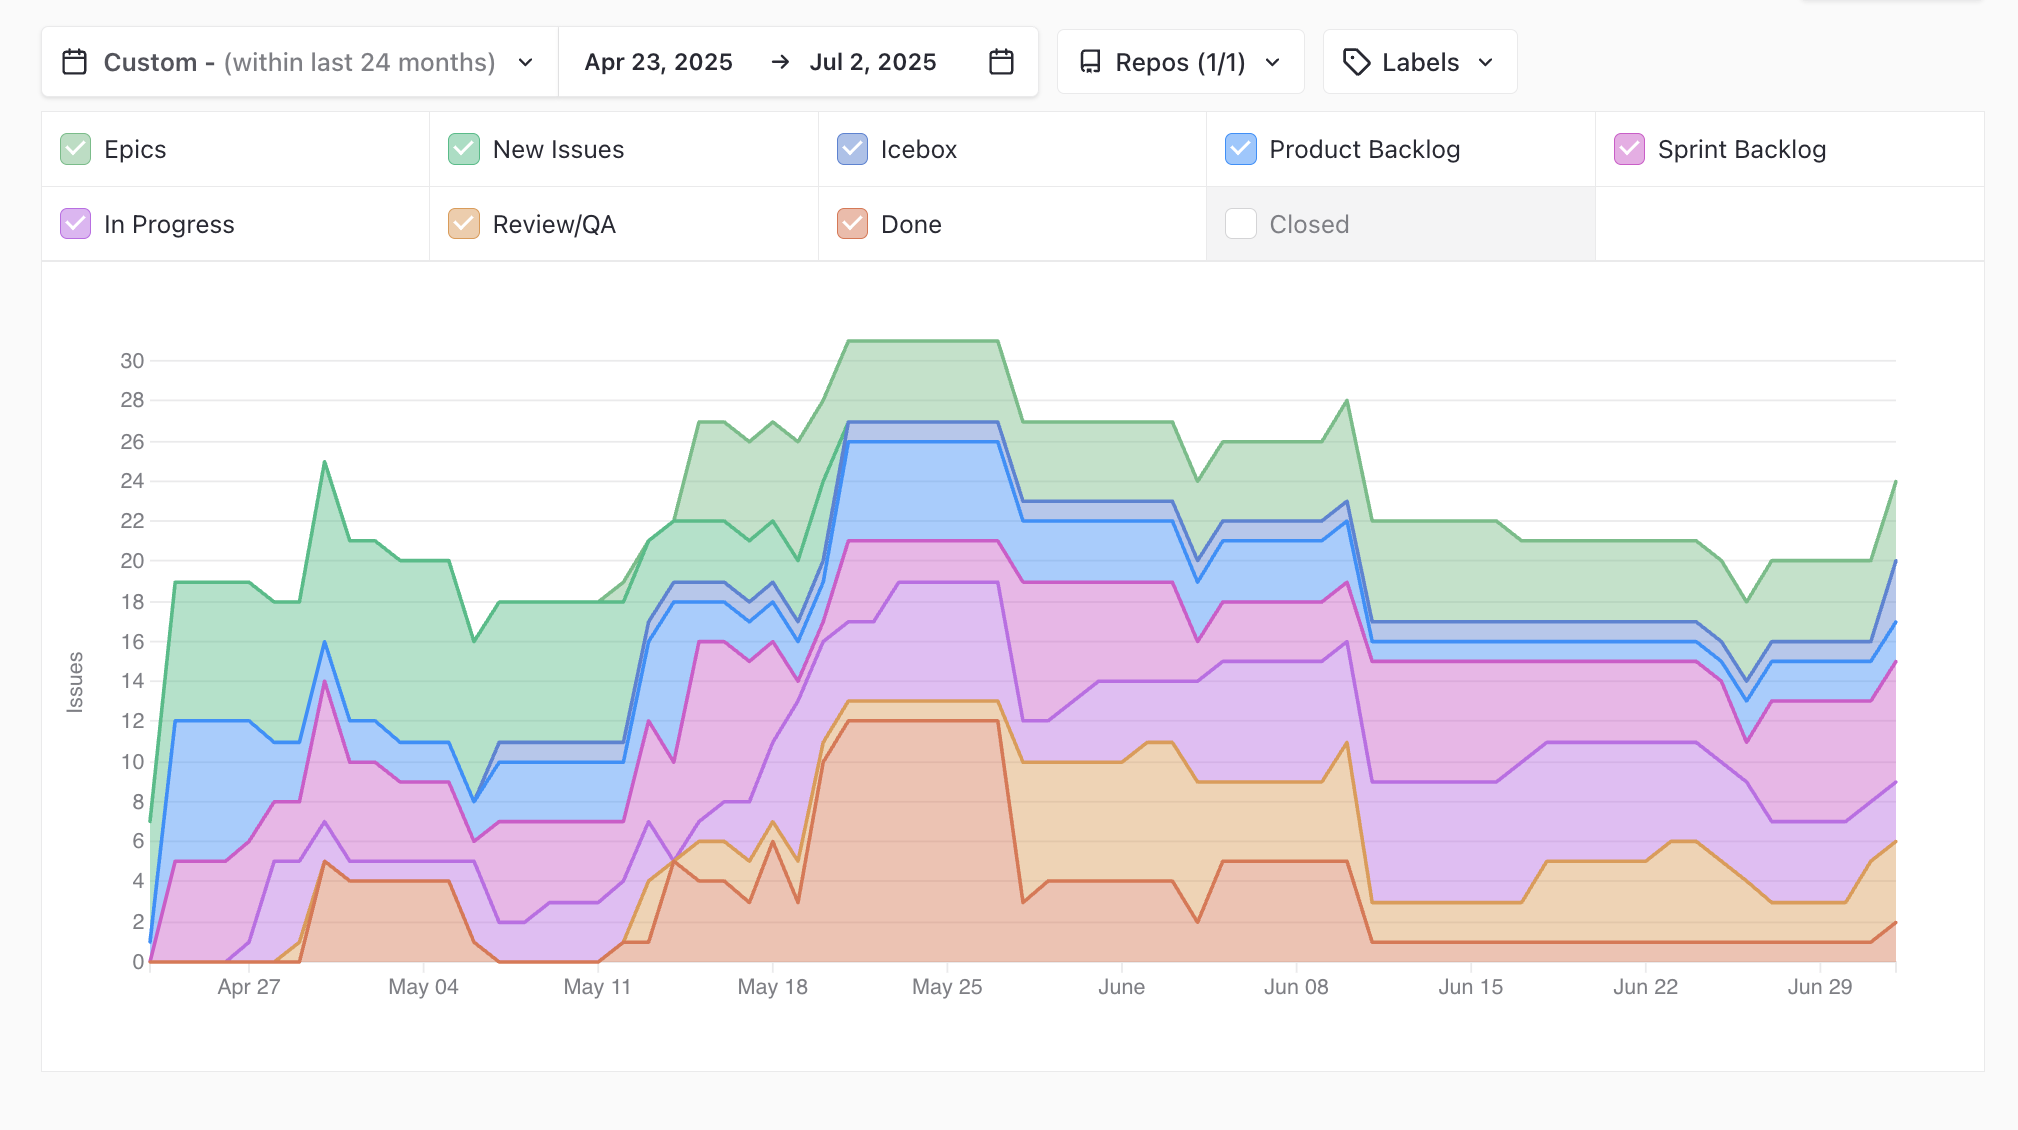 Custom - (within last 24 months)
Apr 23, 2025 → Jul 2, 2025
Repos (1/1)
Labels
Epics
New Issues
Icebox
Product Backlog
Sprint Backlog
In Progress
Review/QA
Done
Closed
Issues
30
28
26
24
22
20
18
16
14
12
10
8
6
4
2
0
Apr 27
May 04
May 11
May 18
May 25
June
Jun 08
Jun 15
Jun 22
Jun 29